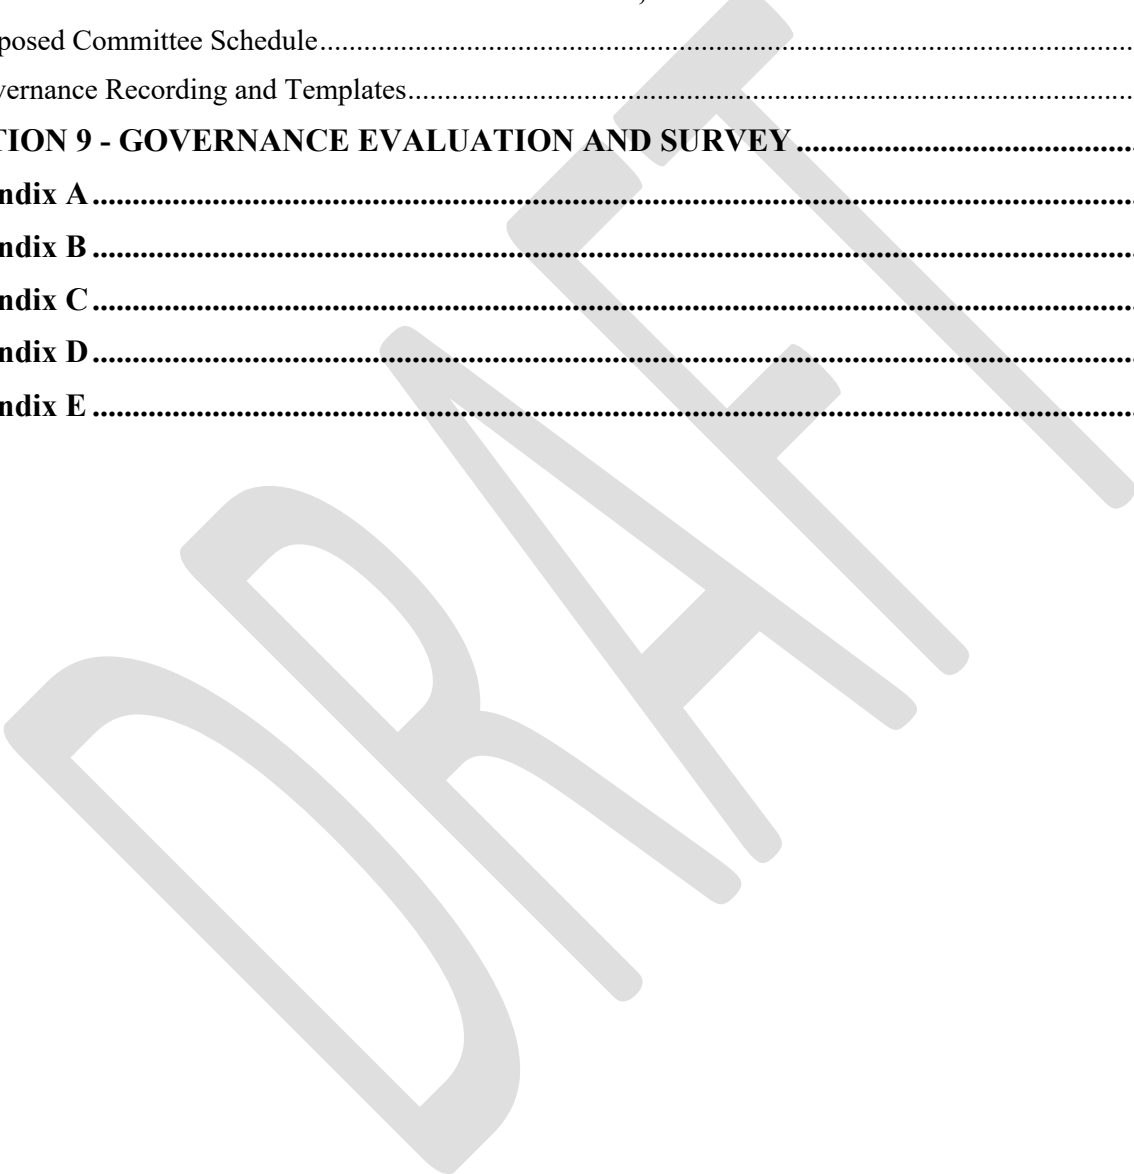 posed Committee Schedule................................................................................................................
vernance Recording and Templates....................................................................................................
TION 9 - GOVERNANCE EVALUATION AND SURVEY..........................................
ndix A..................................................................................................................................
ndix B..................................................................................................................................
ndix C..................................................................................................................................
ndix D..................................................................................................................................
ndix E..................................................................................................................................
DRAFT